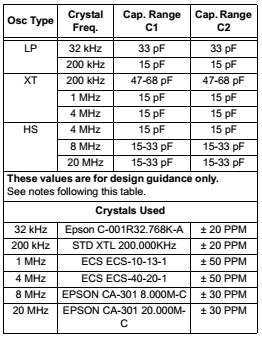 Osc Type Crystal Freq. Cap. Range C1 Cap. Range C2
LP 32 kHz 33 pF 33 pF
200 kHz 15 pF 15 pF
XT 200 kHz 47-68 pF 47-68 pF
1 MHz 15 pF 15 pF
4 MHz 15 pF 15 pF
HS 4 MHz 15 pF 15 pF
8 MHz 15-33 pF 15-33 pF
20 MHz 15-33 pF 15-33 pF
These values are for design guidance only.
See notes following this table.
Crystals Used
32 kHz Epson C-001R32.768K-A ± 20 PPM
200 kHz STD XTL 200.000KHz ± 20 PPM
1 MHz ECS ECS-10-13-1 ± 50 PPM
4 MHz ECS ECS-40-20-1 ± 50 PPM
8 MHz EPSON CA-301 8.000M-C ± 30 PPM
20 MHz EPSON CA-301 20.000M-C ± 30 PPM